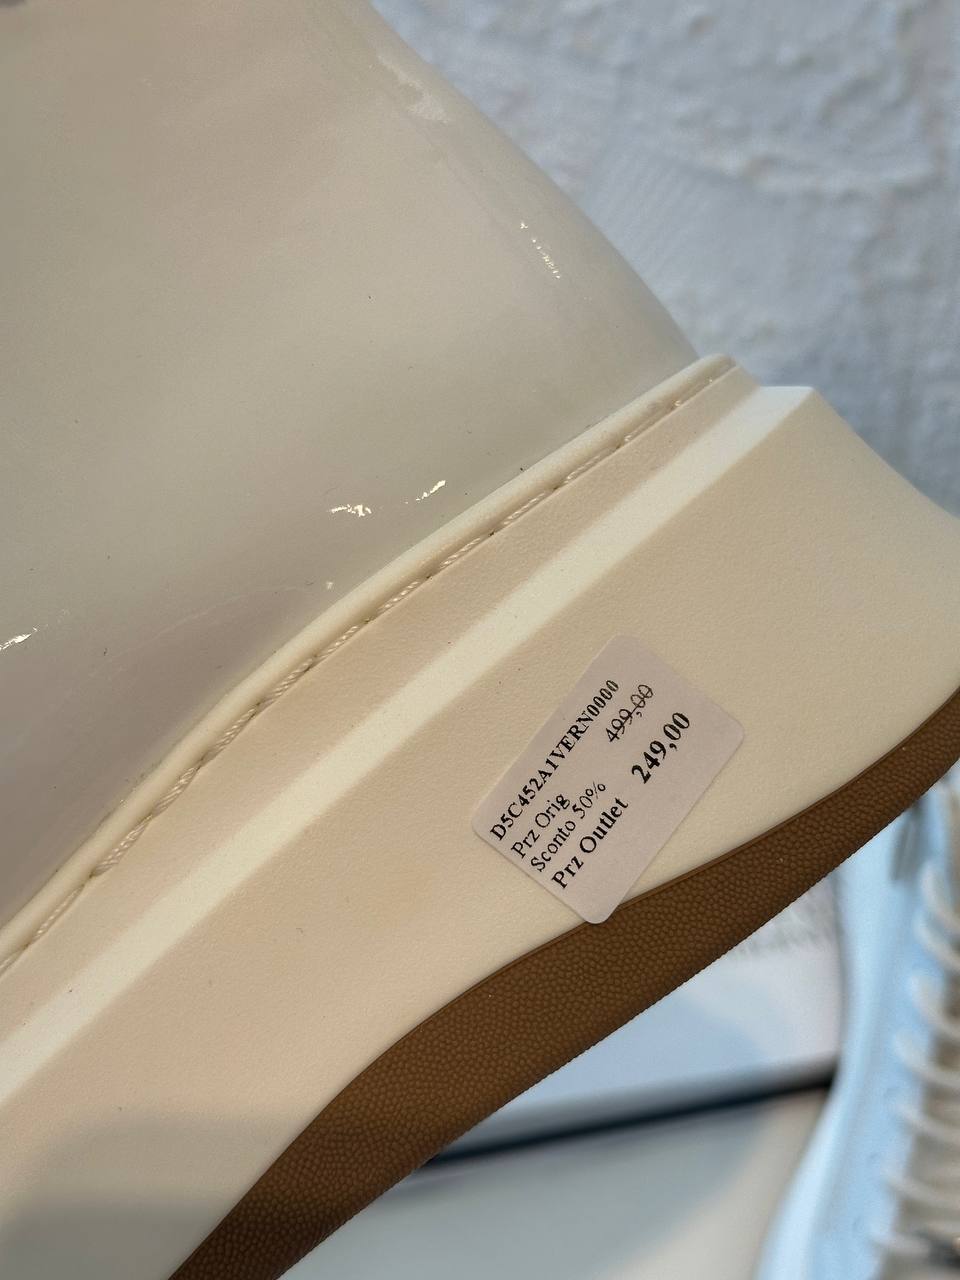 D5C452A1VERN0000
Prz Orig 499,00
Sconto 50%
Prz Outlet 249,00